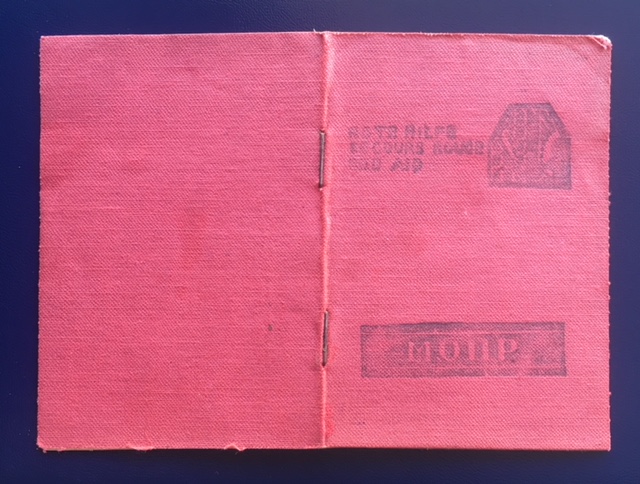 ROTE HILFE
SECOURS ROUGE
RED AID
МОПР